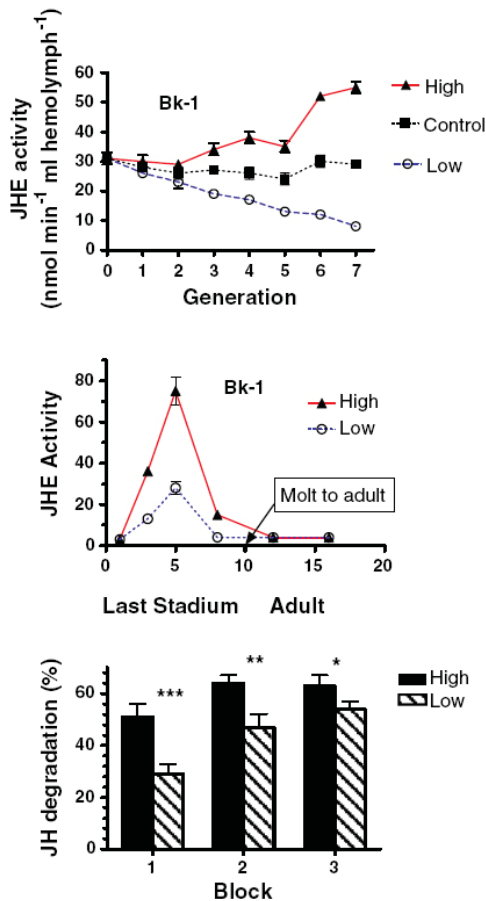 60
50
40
30
20
10
0
JHE activity
(nmol min⁻¹ ml hemolymph⁻¹)
Bk-1
High
Control
Low
0 1 2 3 4 5 6 7
Generation
80
60
40
20
0
JHE Activity
Bk-1
High
Low
Molt to adult
0 5 10 15 20
Last Stadium Adult
60
40
20
0
JH degradation (%)
***
**
*
High
Low
1 2 3
Block